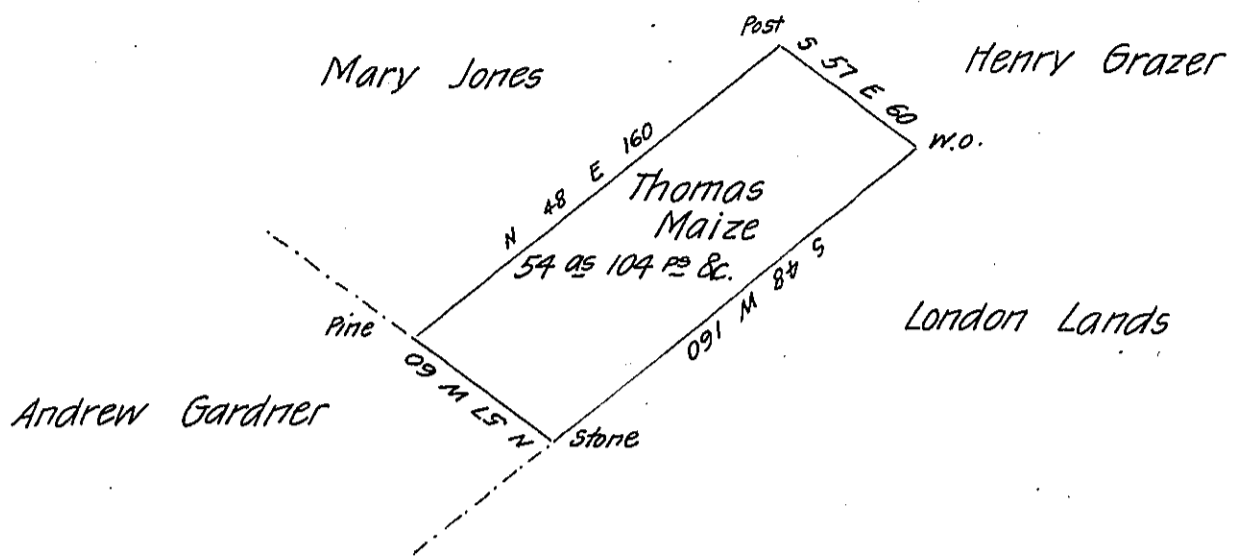 Post
S 57 E 60
Henry Grazer
Mary Jones
W.O.
N 48 E 160
Thomas
Maize
54 as 104 ps &c.
S 48 W 160
London Lands
Pine
N 57 W 60
Andrew Gardner
Stone